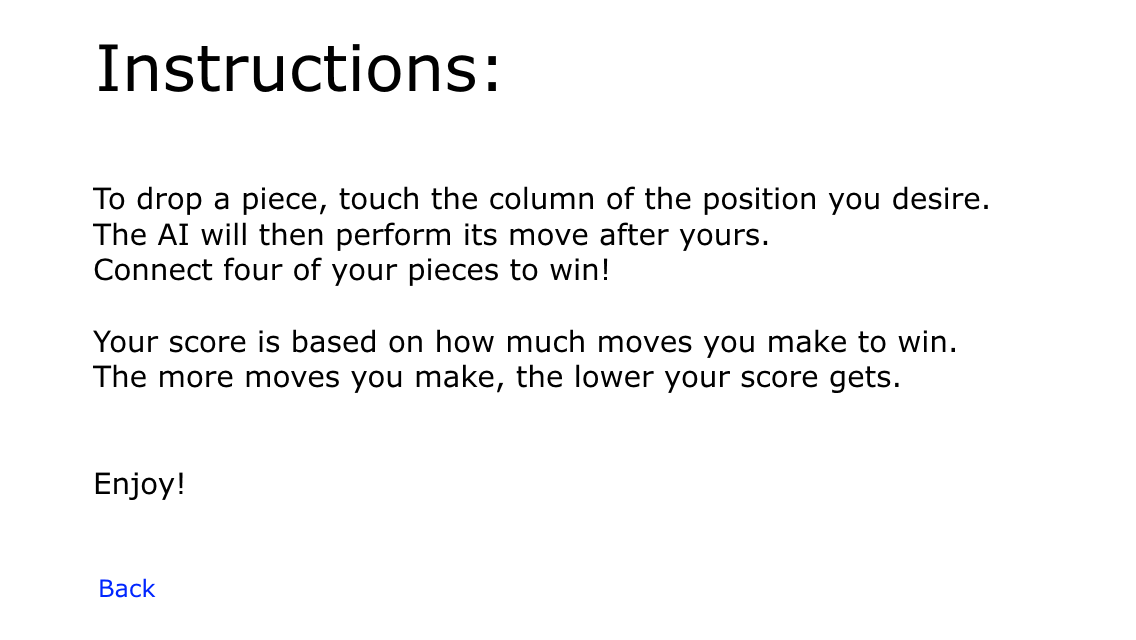 Instructions:
To drop a piece, touch the column of the position you desire.
The AI will then perform its move after yours.
Connect four of your pieces to win!
Your score is based on how much moves you make to win.
The more moves you make, the lower your score gets.
Enjoy!
Back